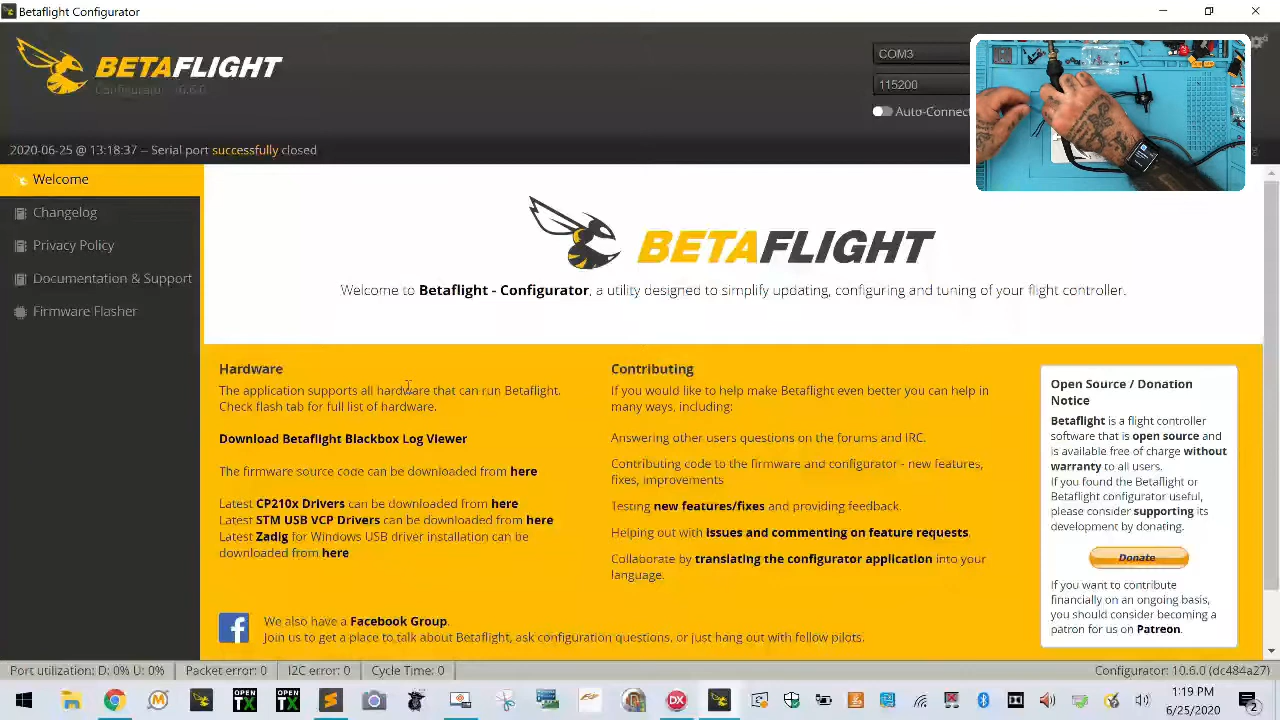 Betaflight Configurator
BETAFLIGHT
Configurator 10.6.0
COM3
115200
Auto-Connect
2020-06-25 @ 13:18:37 -- Serial port successfully closed
Welcome
Changelog
Privacy Policy
Documentation & Support
Firmware Flasher
BETAFLIGHT
Welcome to Betaflight - Configurator, a utility designed to simplify updating, configuring and tuning of your flight controller.
Hardware
The application supports all hardware that can run Betaflight.
Check flash tab for full list of hardware.
Download Betaflight Blackbox Log Viewer
The firmware source code can be downloaded from here
Latest CP210x Drivers can be downloaded from here
Latest STM USB VCP Drivers can be downloaded from here
Latest Zadig for Windows USB driver installation can be
downloaded from here
Contributing
If you would like to help make Betaflight even better you can help in
many ways, including:
Answering other users questions on the forums and IRC.
Contributing code to the firmware and configurator - new features,
fixes, improvements
Testing new features/fixes and providing feedback.
Helping out with issues and commenting on feature requests.
Collaborate by translating the configurator application into your
language.
Open Source / Donation
Notice
Betaflight is a flight controller
software that is open source and
is available free of charge without
warranty to all users.
If you found the Betaflight or
Betaflight configurator useful,
please consider supporting its
development by donating.
Donate
If you want to contribute
financially on an ongoing basis,
you should consider becoming a
patron for us on Patreon.
We also have a Facebook Group.
Join us to get a place to talk about Betaflight, ask configuration questions, or just hang out with fellow pilots.
Port utilization: D: 0% U: 0%
Packet error: 0
I2C error: 0
Cycle Time: 0
Configurator: 10.6.0 (dc484a27)
OPEN
TX
OPEN
TX
DX
1:19 PM
6/25/2020
2